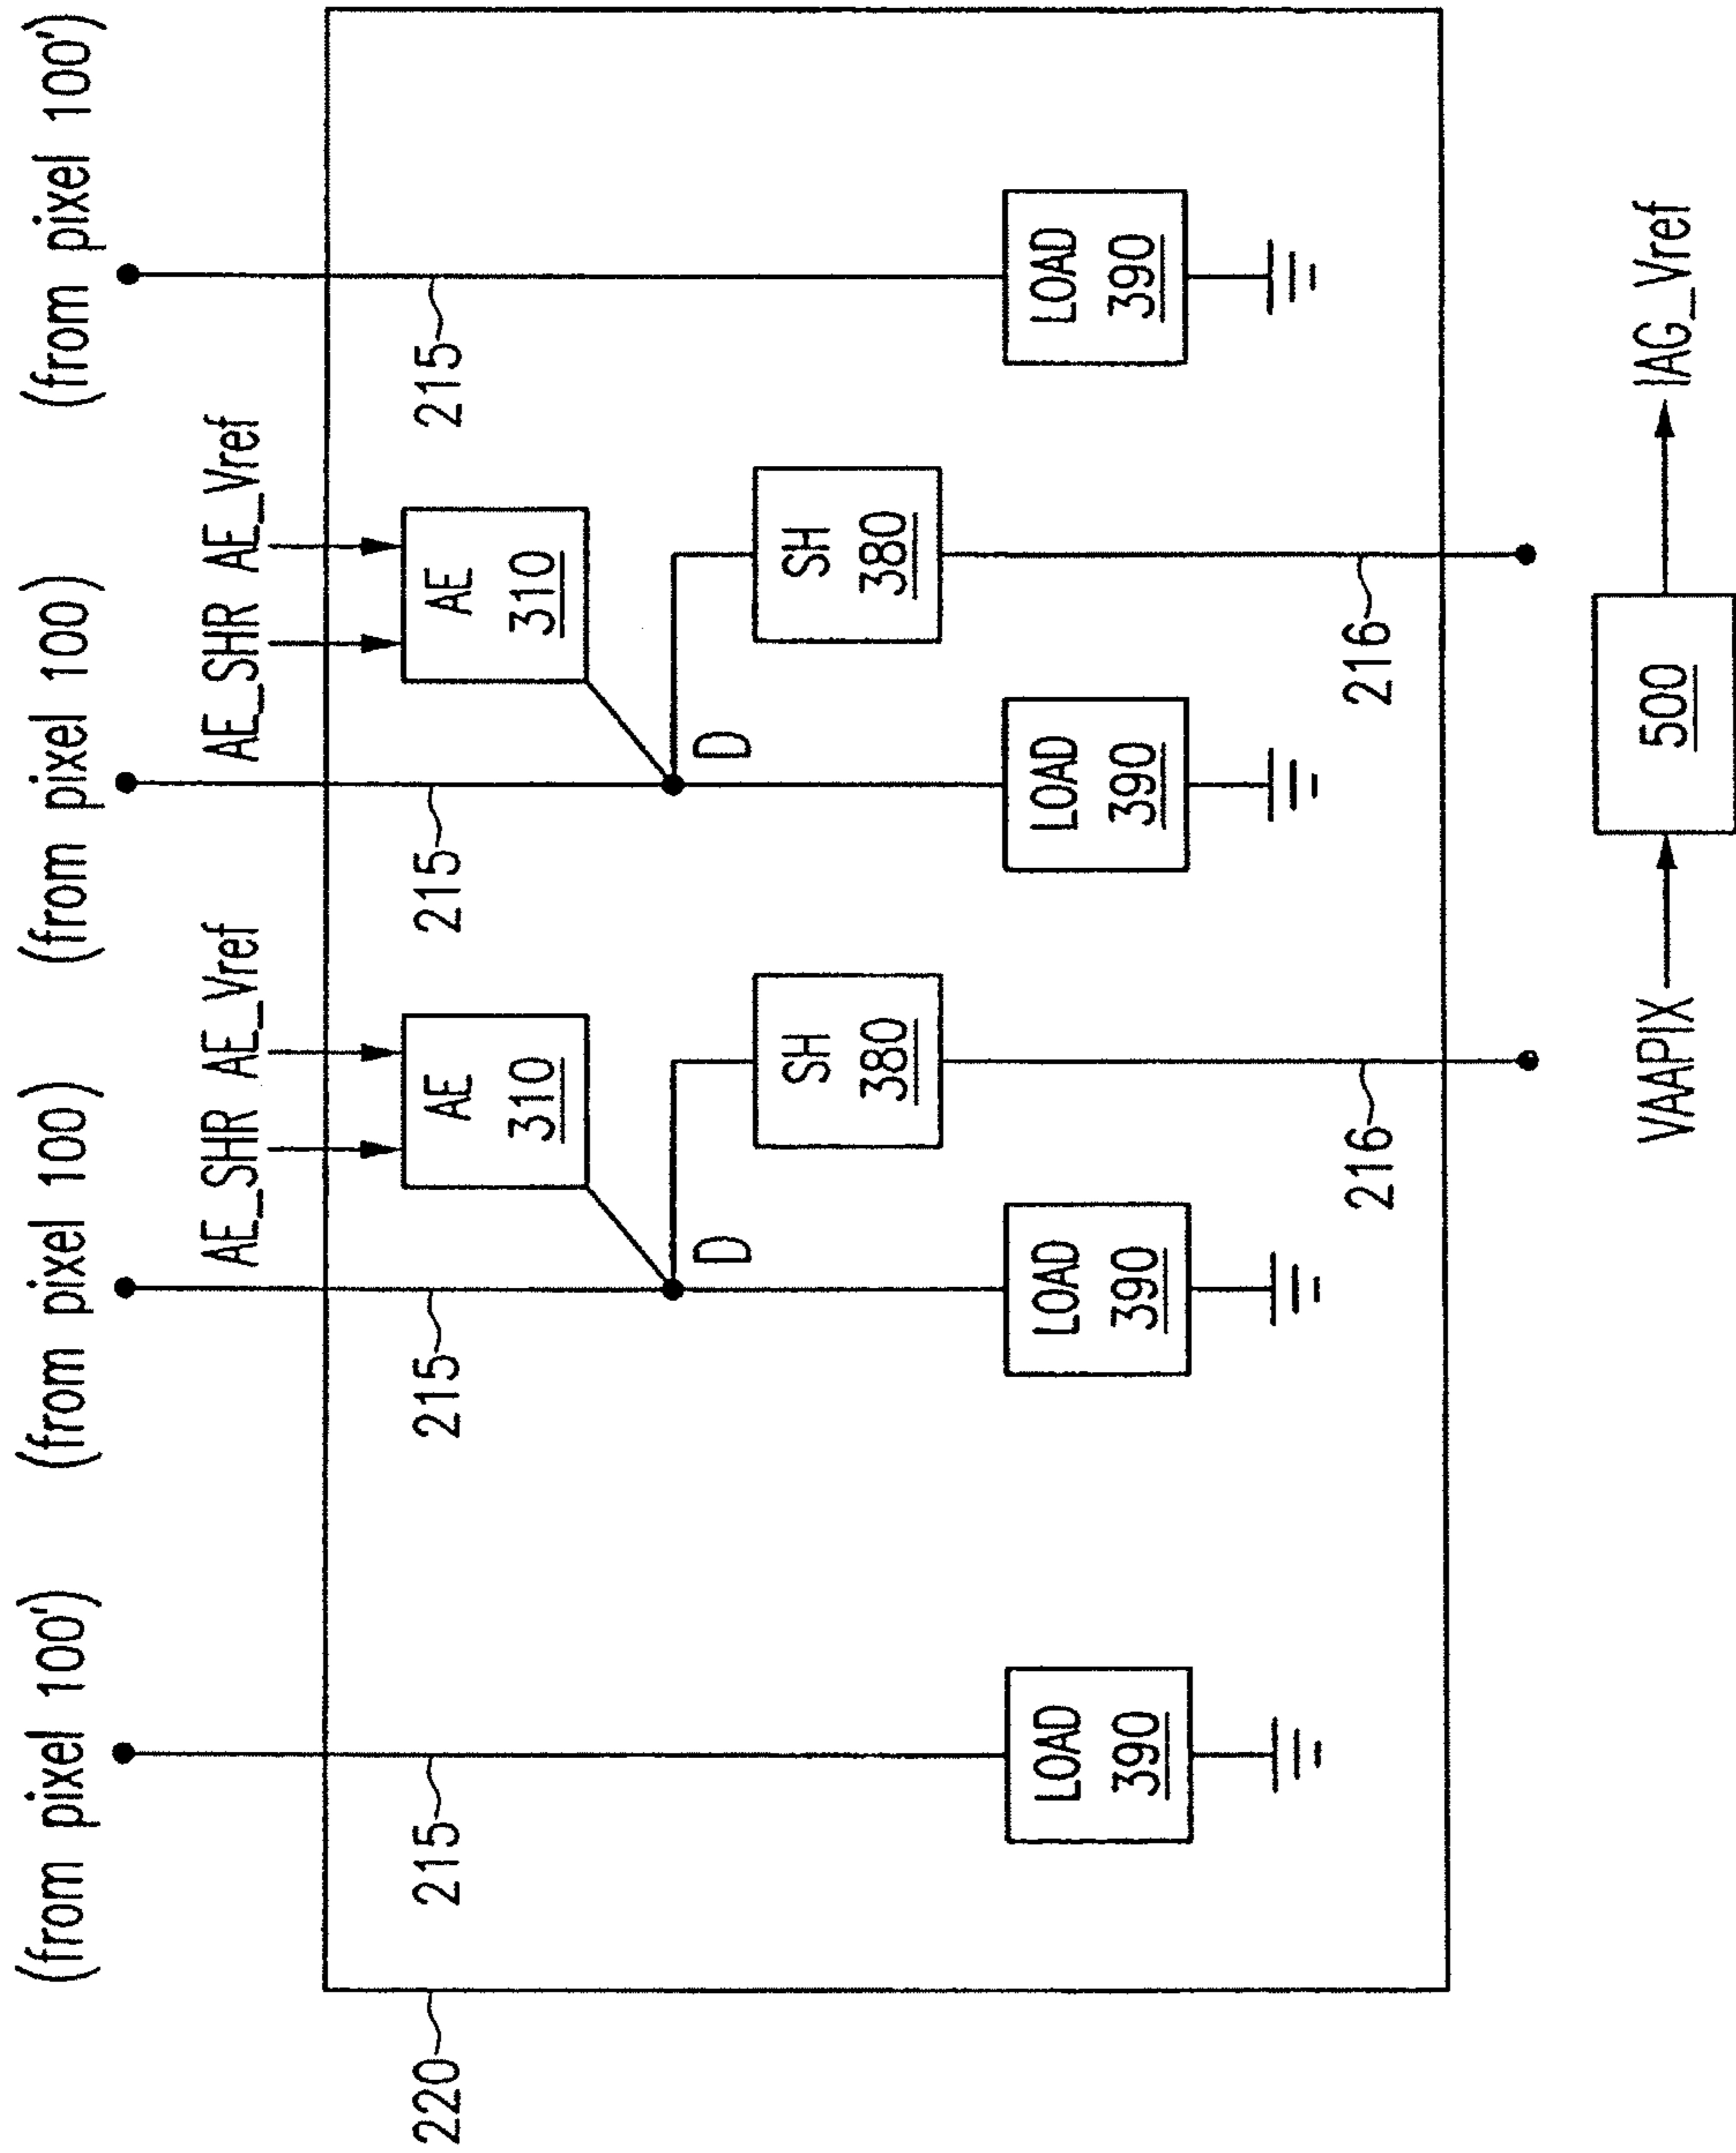 (from pixel 100')
(from pixel 100)
(from pixel 100)
(from pixel 100')
AE_SHR AE_Vref
AE_SHR AE_Vref
220
215
215
215
215
AE
310
AE
310
D
D
SH
380
SH
380
LOAD
390
LOAD
390
LOAD
390
LOAD
390
216
216
VAAPIX
500
IAG_Vref